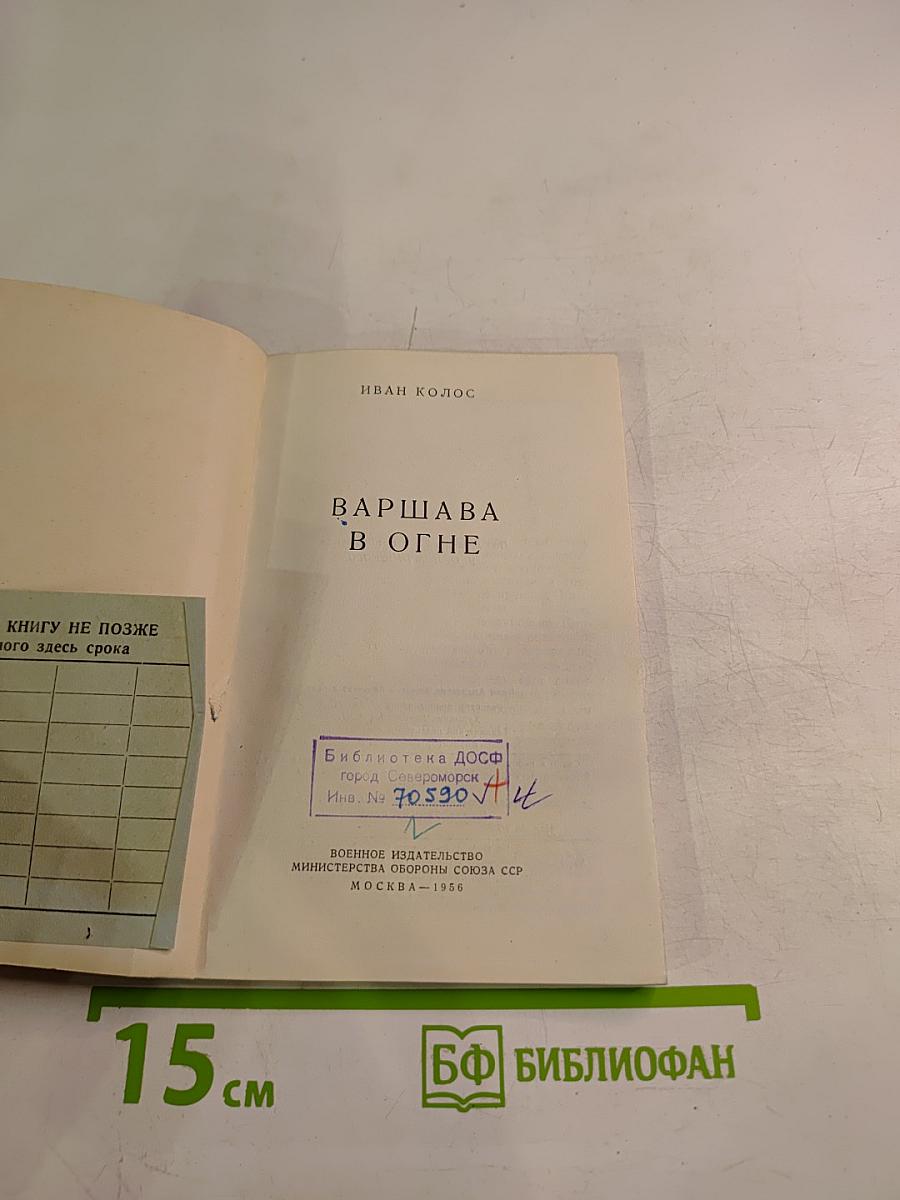 КНИГУ НЕ ПОЗЖЕ
здесь срока
ИВАН КОЛОС
ВАРШАВА
В ОГНЕ
Библиотека ДОСФ
город Североморск
Инв. № 70590
ВОЕННОЕ ИЗДАТЕЛЬСТВО
МИНИСТЕРСТВА ОБОРОНЫ СОЮЗА ССР
МОСКВА — 1956
15 см
БФ БИБЛИОФАН